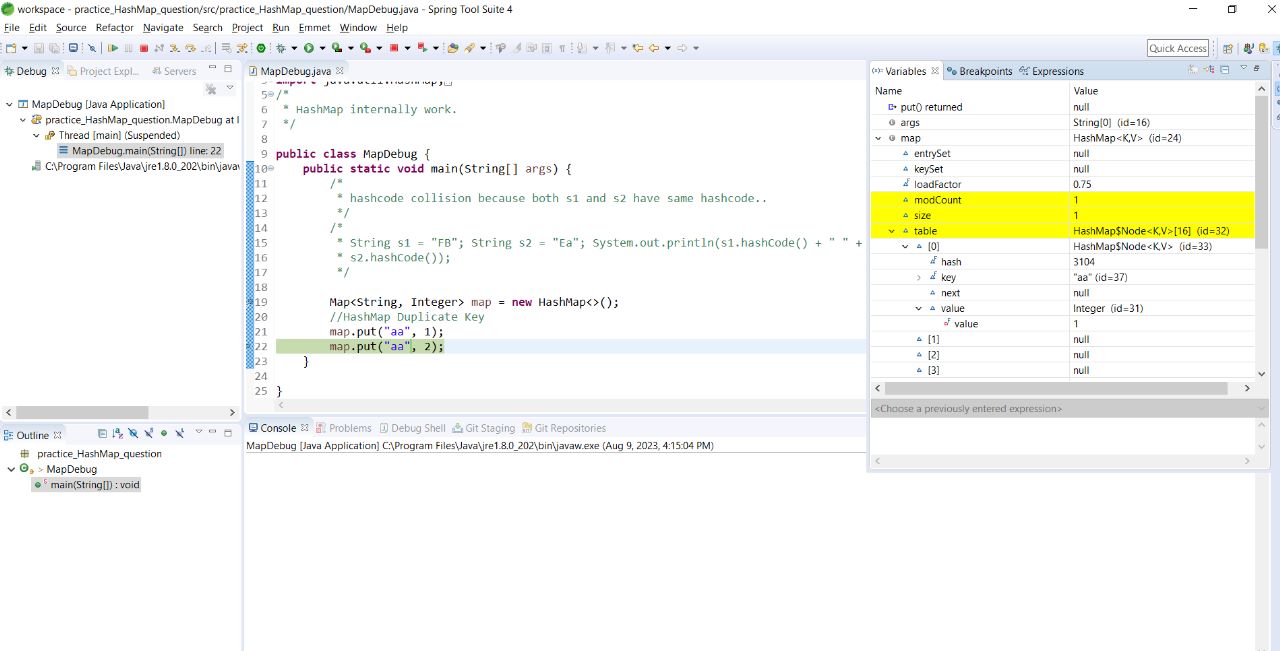 workspace - practice_HashMap_question/src/practice_HashMap_question/MapDebug.java - Spring Tool Suite 4
File Edit Source Refactor Navigate Search Project Run Emmet Window Help
Quick Access
Debug Project Expl... Servers
MapDebug [Java Application]
practice_HashMap_question.MapDebug at l
Thread [main] (Suspended)
MapDebug.main(String[]) line: 22
C:\Program Files\Java\jre1.8.0_202\bin\javaw
Outline
practice_HashMap_question
MapDebug
main(String[]) : void
MapDebug.java
import java.util.HashMap;
5 /*
6 * HashMap internally work.
7 */
8
9 public class MapDebug {
10 public static void main(String[] args) {
11 /*
12 * hashcode collision because both s1 and s2 have same hashcode..
13 */
14 /*
15 * String s1 = "FB"; String s2 = "Ea"; System.out.println(s1.hashCode() + " " +
16 * s2.hashCode());
17 */
18
19 Map<String, Integer> map = new HashMap<>();
20 //HashMap Duplicate Key
21 map.put("aa", 1);
22 map.put("aa", 2);
23 }
24
25 }
Console Problems Debug Shell Git Staging Git Repositories
MapDebug [Java Application] C:\Program Files\Java\jre1.8.0_202\bin\javaw.exe (Aug 9, 2023, 4:15:04 PM)
(x)= Variables Breakpoints Expressions
Name Value
put() returned null
args String[0] (id=16)
map HashMap<K,V> (id=24)
entrySet null
keySet null
loadFactor 0.75
modCount 1
size 1
table HashMap$Node<K,V>[16] (id=32)
[0] HashMap$Node<K,V> (id=33)
hash 3104
key "aa" (id=37)
next null
value Integer (id=31)
value 1
[1] null
[2] null
[3] null
<Choose a previously entered expression>